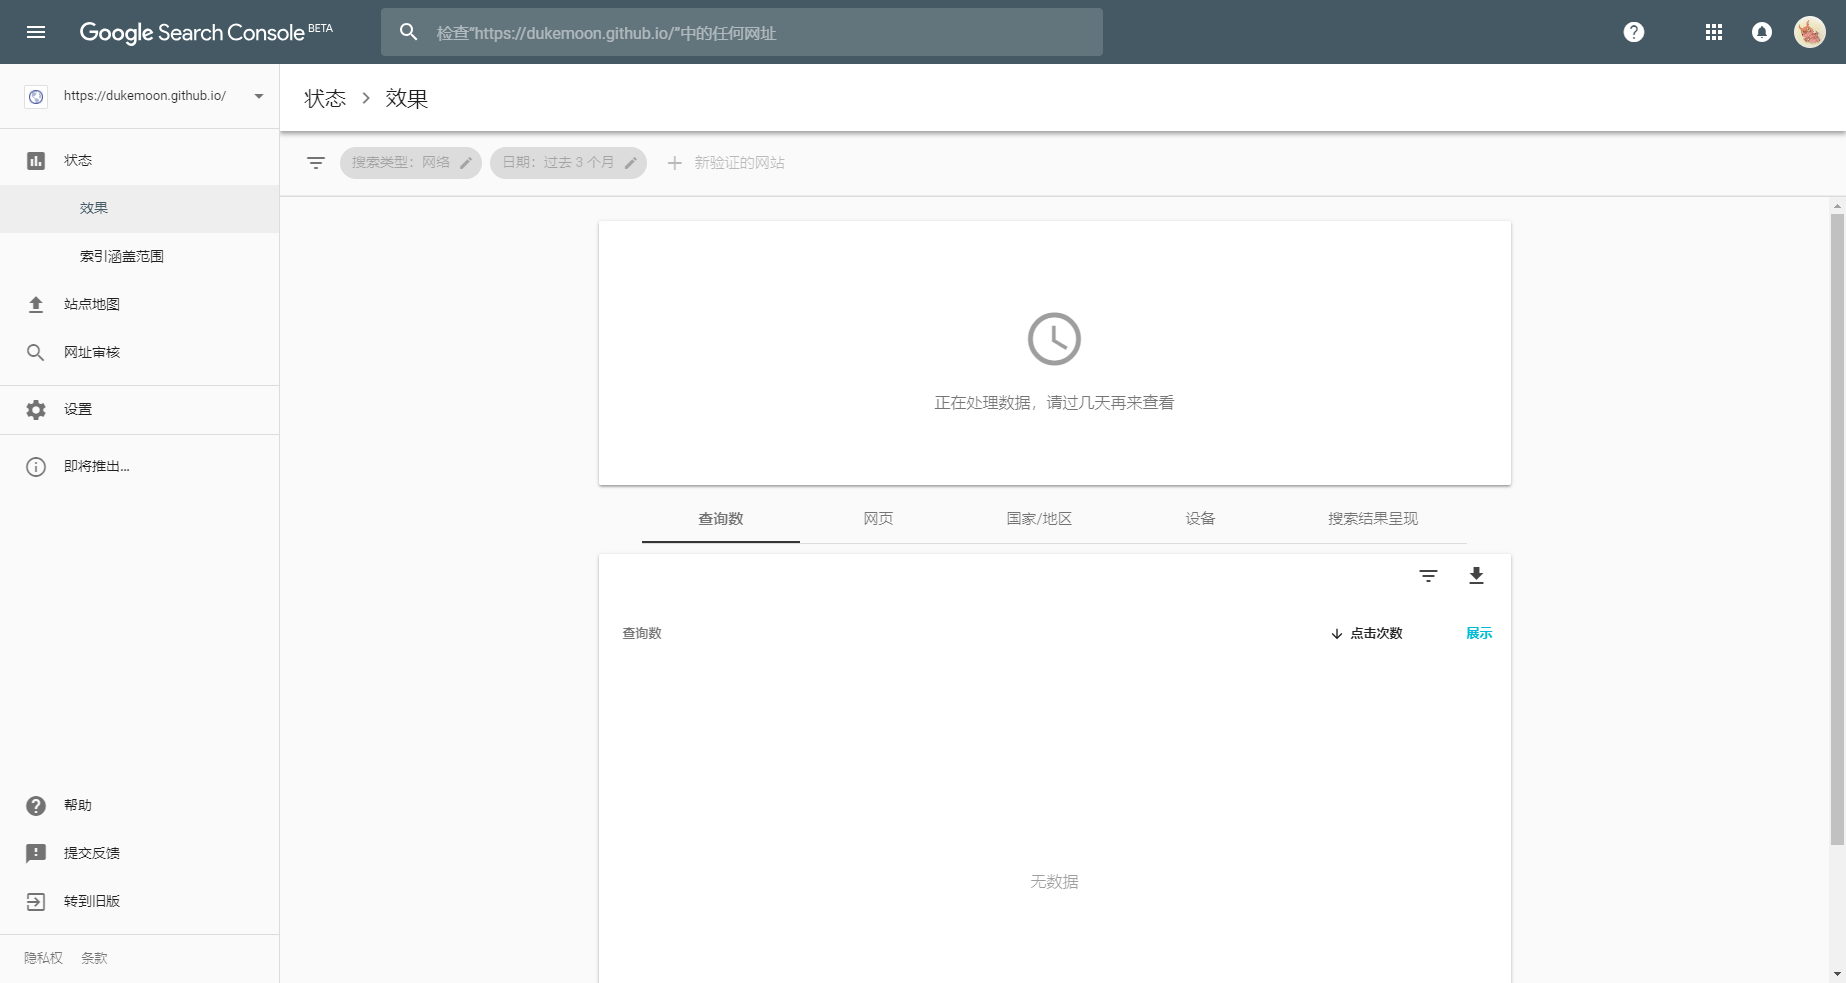 Google Search Console BETA
检查“https://dukemoon.github.io/”中的任何网址
https://dukemoon.github.io/
状态
效果
索引涵盖范围
站点地图
网址审核
设置
即将推出...
帮助
提交反馈
转到旧版
隐私权 条款
状态 > 效果
搜索类型：网络 日期：过去 3 个月 + 新验证的网站
正在处理数据，请过几天再来查看
查询数 网页 国家/地区 设备 搜索结果呈现
查询数 ↓ 点击次数 展示
无数据